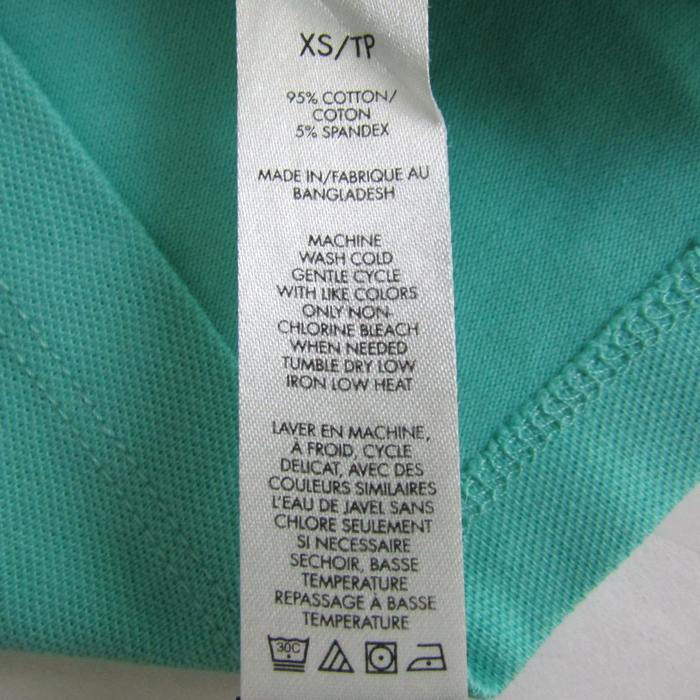 XS/TP
95% COTTON/
COTON
5% SPANDEX
MADE IN/FABRIQUE AU
BANGLADESH
MACHINE
WASH COLD
GENTLE CYCLE
WITH LIKE COLORS
ONLY NON-
CHLORINE BLEACH
WHEN NEEDED
TUMBLE DRY LOW
IRON LOW HEAT
LAVER EN MACHINE,
À FROID, CYCLE
DELICAT, AVEC DES
COULEURS SIMILAIRES
L'EAU DE JAVEL SANS
CHLORE SEULEMENT
SI NECESSAIRE
SECHOIR, BASSE
TEMPERATURE
REPASSAGE À BASSE
TEMPERATURE
30C